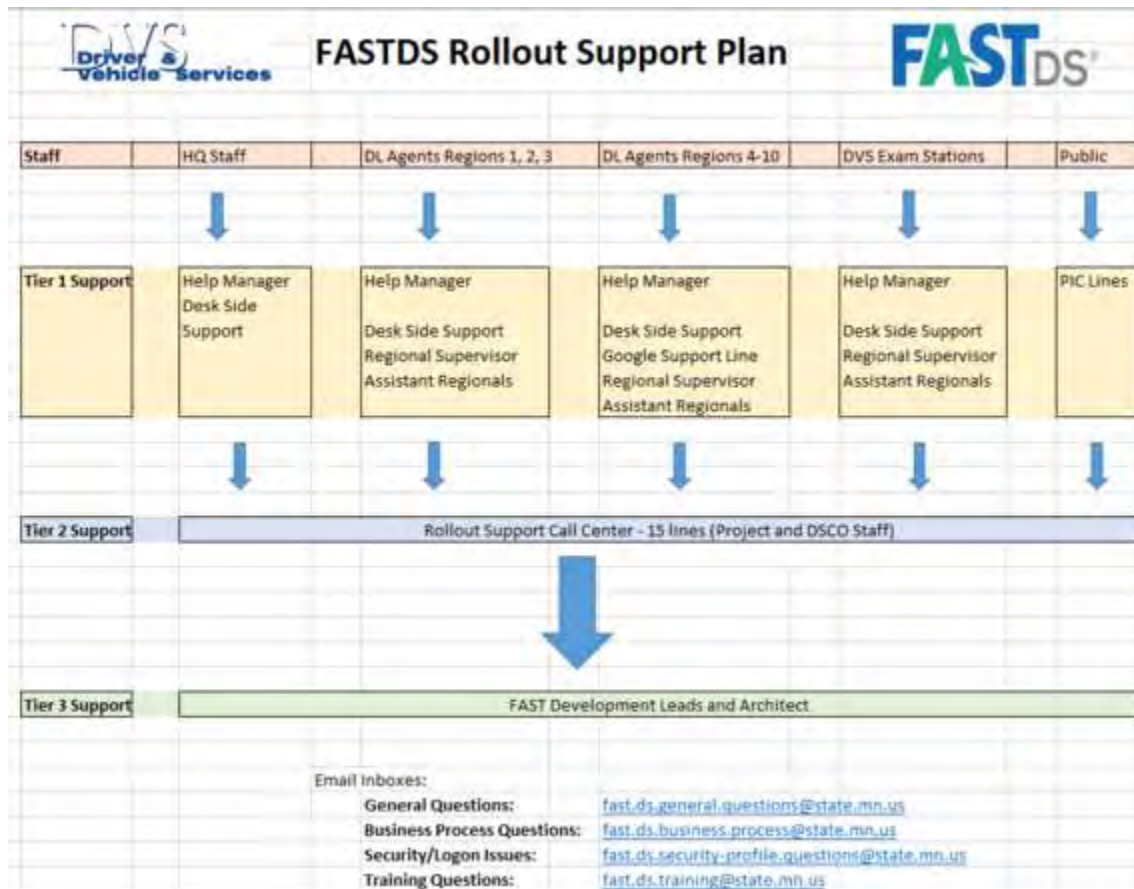 DVS
Driver &
Vehicle Services
FASTDS Rollout Support Plan
FAST DS
Staff HQ Staff DL Agents Regions 1, 2, 3 DL Agents Regions 4-10 DVS Exam Stations Public
Tier 1 Support
Help Manager
Desk Side
Support
Help Manager
Desk Side Support
Regional Supervisor
Assistant Regionals
Help Manager
Desk Side Support
Google Support Line
Regional Supervisor
Assistant Regionals
Help Manager
Desk Side Support
Regional Supervisor
Assistant Regionals
PIC Lines
Tier 2 Support Rollout Support Call Center - 15 lines (Project and DSCO Staff)
Tier 3 Support FAST Development Leads and Architect
Email Inboxes:
General Questions: fast.ds.general.questions@state.mn.us
Business Process Questions: fast.ds.business.process@state.mn.us
Security/Logon Issues: fast.ds.security-profile.questions@state.mn.us
Training Questions: fast.ds.training@state.mn.us